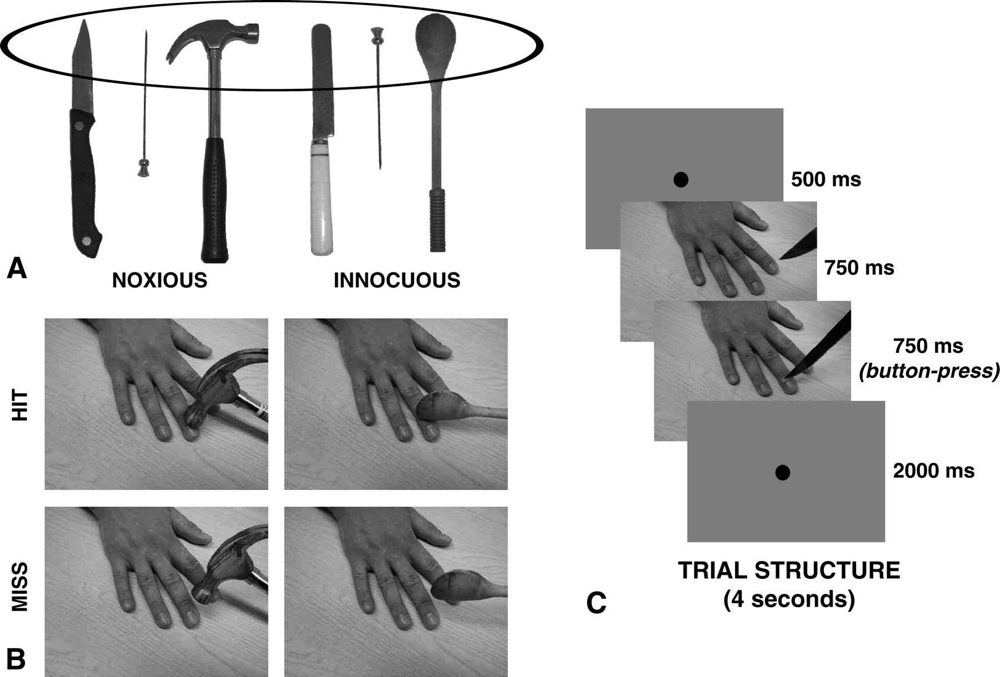 A
NOXIOUS
INNOCUOUS
HIT
MISS
B
500 ms
750 ms
750 ms
(button-press)
2000 ms
TRIAL STRUCTURE
(4 seconds)
C